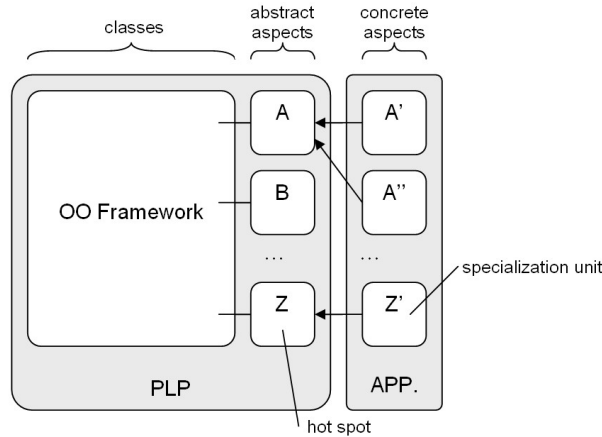 classes
abstract
aspects
concrete
aspects
A
A'
OO Framework
B
A''
...
...
specialization unit
Z
Z'
PLP
APP.
hot spot